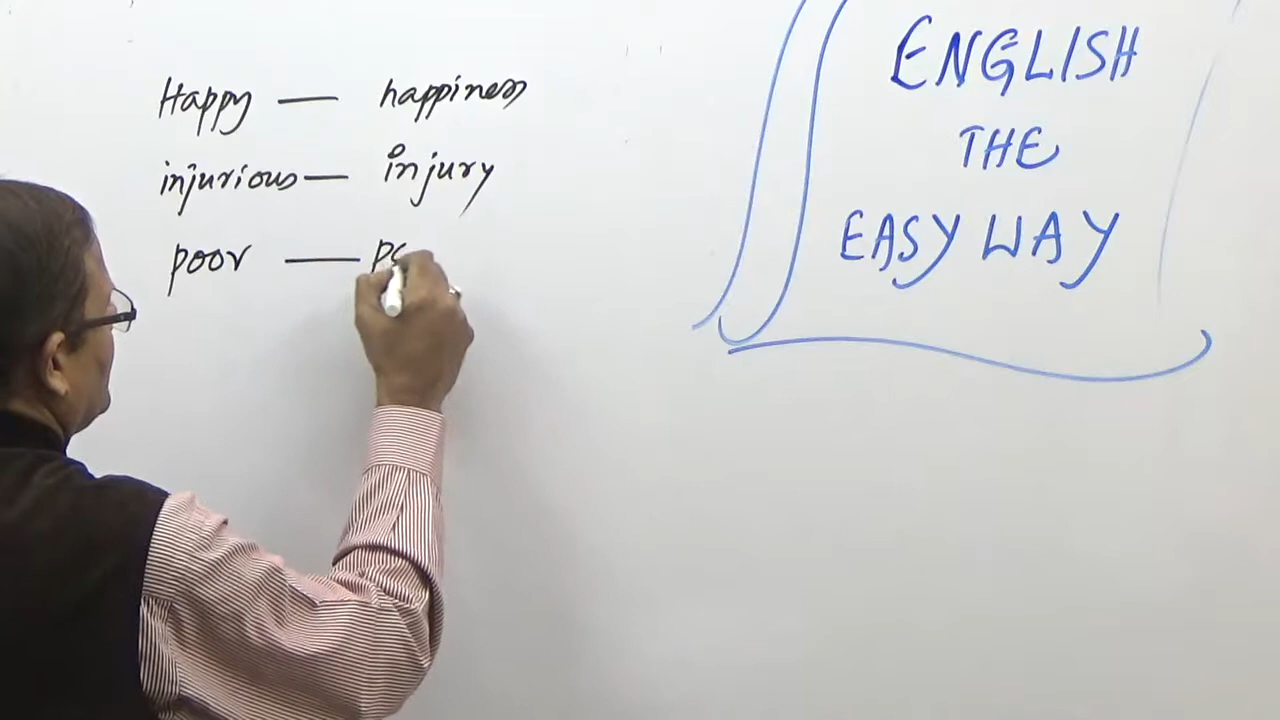 Happy — happiness
injurious — injury
poor —
ENGLISH
THE
EASY WAY